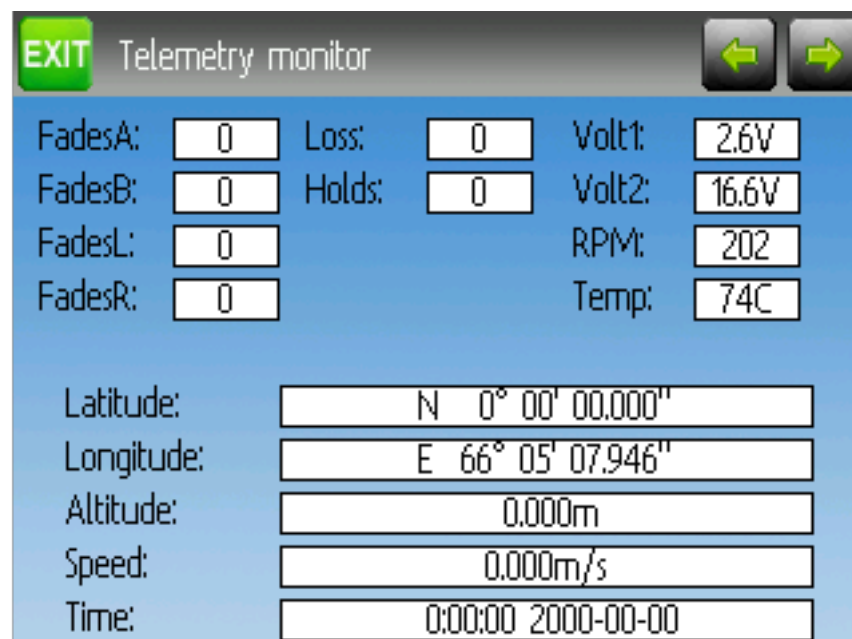 EXIT Telemetry monitor
FadesA: 0 Loss: 0 Volt1: 2.6V
FadesB: 0 Holds: 0 Volt2: 16.6V
FadesL: 0 RPM: 202
FadesR: 0 Temp: 74C
Latitude: N 0° 00' 00.000"
Longitude: E 66° 05' 07.946"
Altitude: 0.000m
Speed: 0.000m/s
Time: 0:00:00 2000-00-00